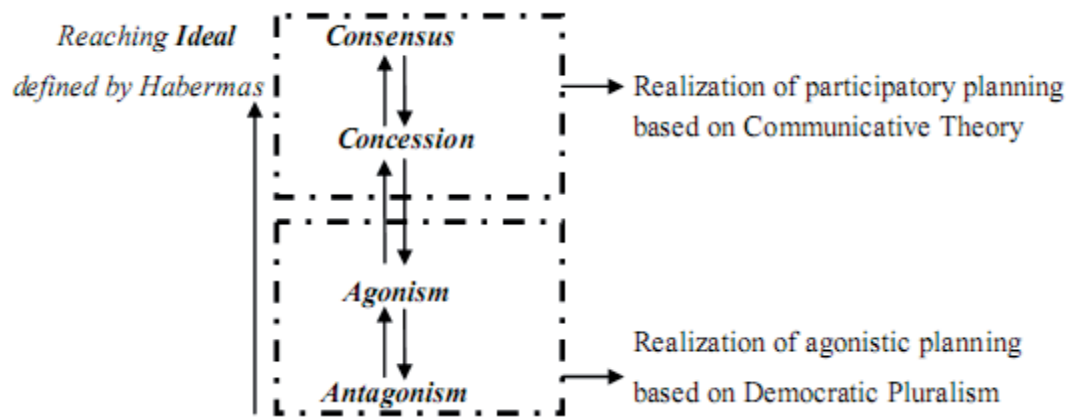 Reaching Ideal
defined by Habermas
Consensus
Concession
Realization of participatory planning
based on Communicative Theory
Agonism
Antagonism
Realization of agonistic planning
based on Democratic Pluralism